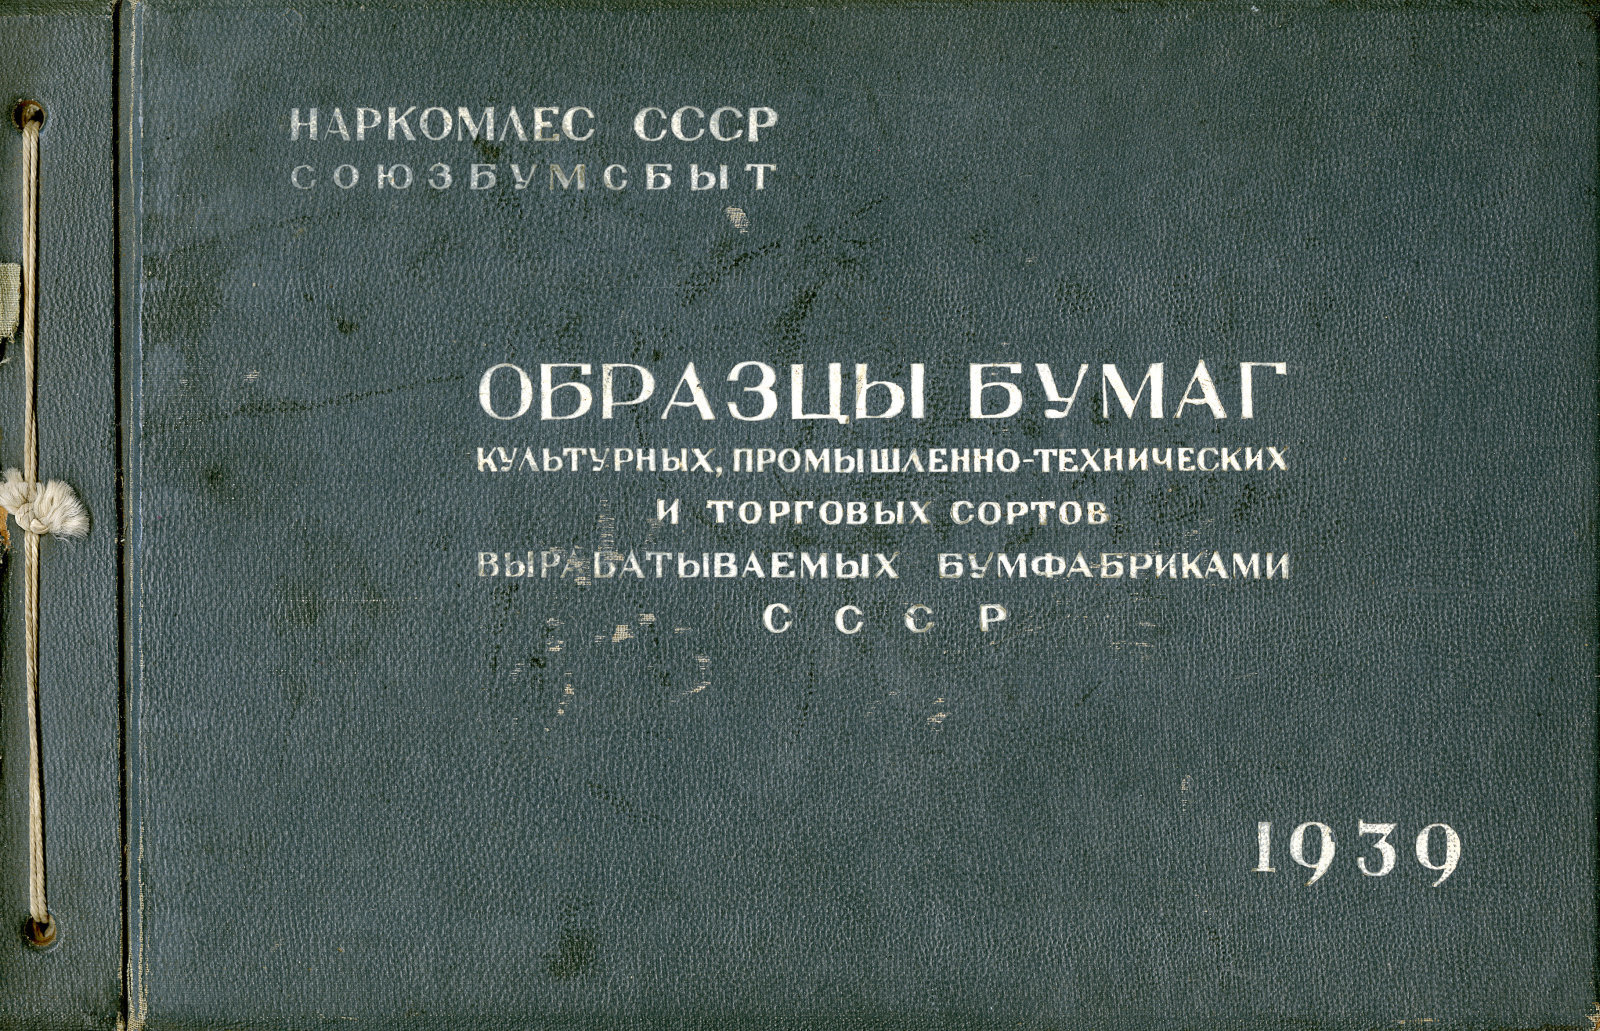 НАРКОМЛЕС СССР
СОЮЗБУМСБЫТ
ОБРАЗЦЫ БУМАГ
КУЛЬТУРНЫХ, ПРОМЫШЛЕННО-ТЕХНИЧЕСКИХ
И ТОРГОВЫХ СОРТОВ
ВЫРАБАТЫВАЕМЫХ БУМФАБРИКАМИ
СССР
1939